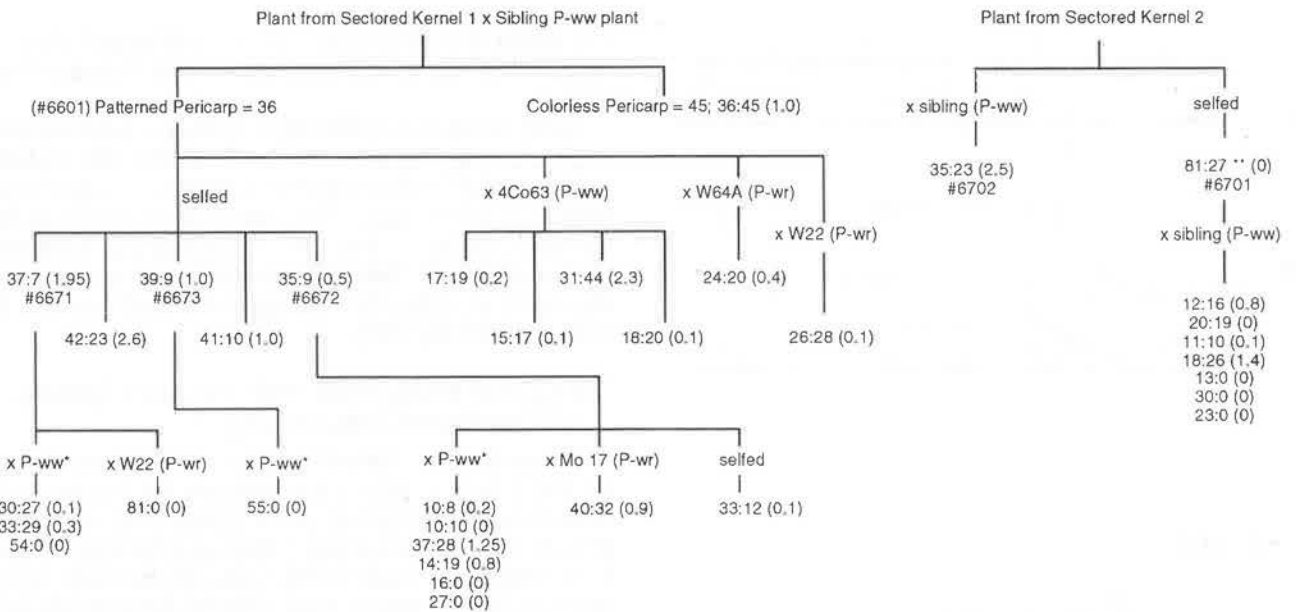 Plant from Sectored Kernel 1 x Sibling P-ww plant
(#6601) Patterned Pericarp = 36
Colorless Pericarp = 45; 36:45 (1.0)
selfed
x 4Co63 (P-ww)
x W64A (P-wr)
x W22 (P-wr)
37:7 (1.95)
#6671
42:23 (2.6)
39:9 (1.0)
#6673
41:10 (1.0)
35:9 (0.5)
#6672
17:19 (0.2)
15:17 (0.1)
31:44 (2.3)
18:20 (0.1)
24:20 (0.4)
26:28 (0.1)
x P-ww*
30:27 (0.1)
33:29 (0.3)
54:0 (0)
x W22 (P-wr)
81:0 (0)
x P-ww*
55:0 (0)
x P-ww*
10:8 (0.2)
10:10 (0)
37:28 (1.25)
14:19 (0.8)
16:0 (0)
27:0 (0)
x Mo 17 (P-wr)
40:32 (0.9)
selfed
33:12 (0.1)
Plant from Sectored Kernel 2
x sibling (P-ww)
35:23 (2.5)
#6702
selfed
81:27 ** (0)
#6701
x sibling (P-ww)
12:16 (0.8)
20:19 (0)
11:10 (0.1)
18:26 (1.4)
13:0 (0)
30:0 (0)
23:0 (0)